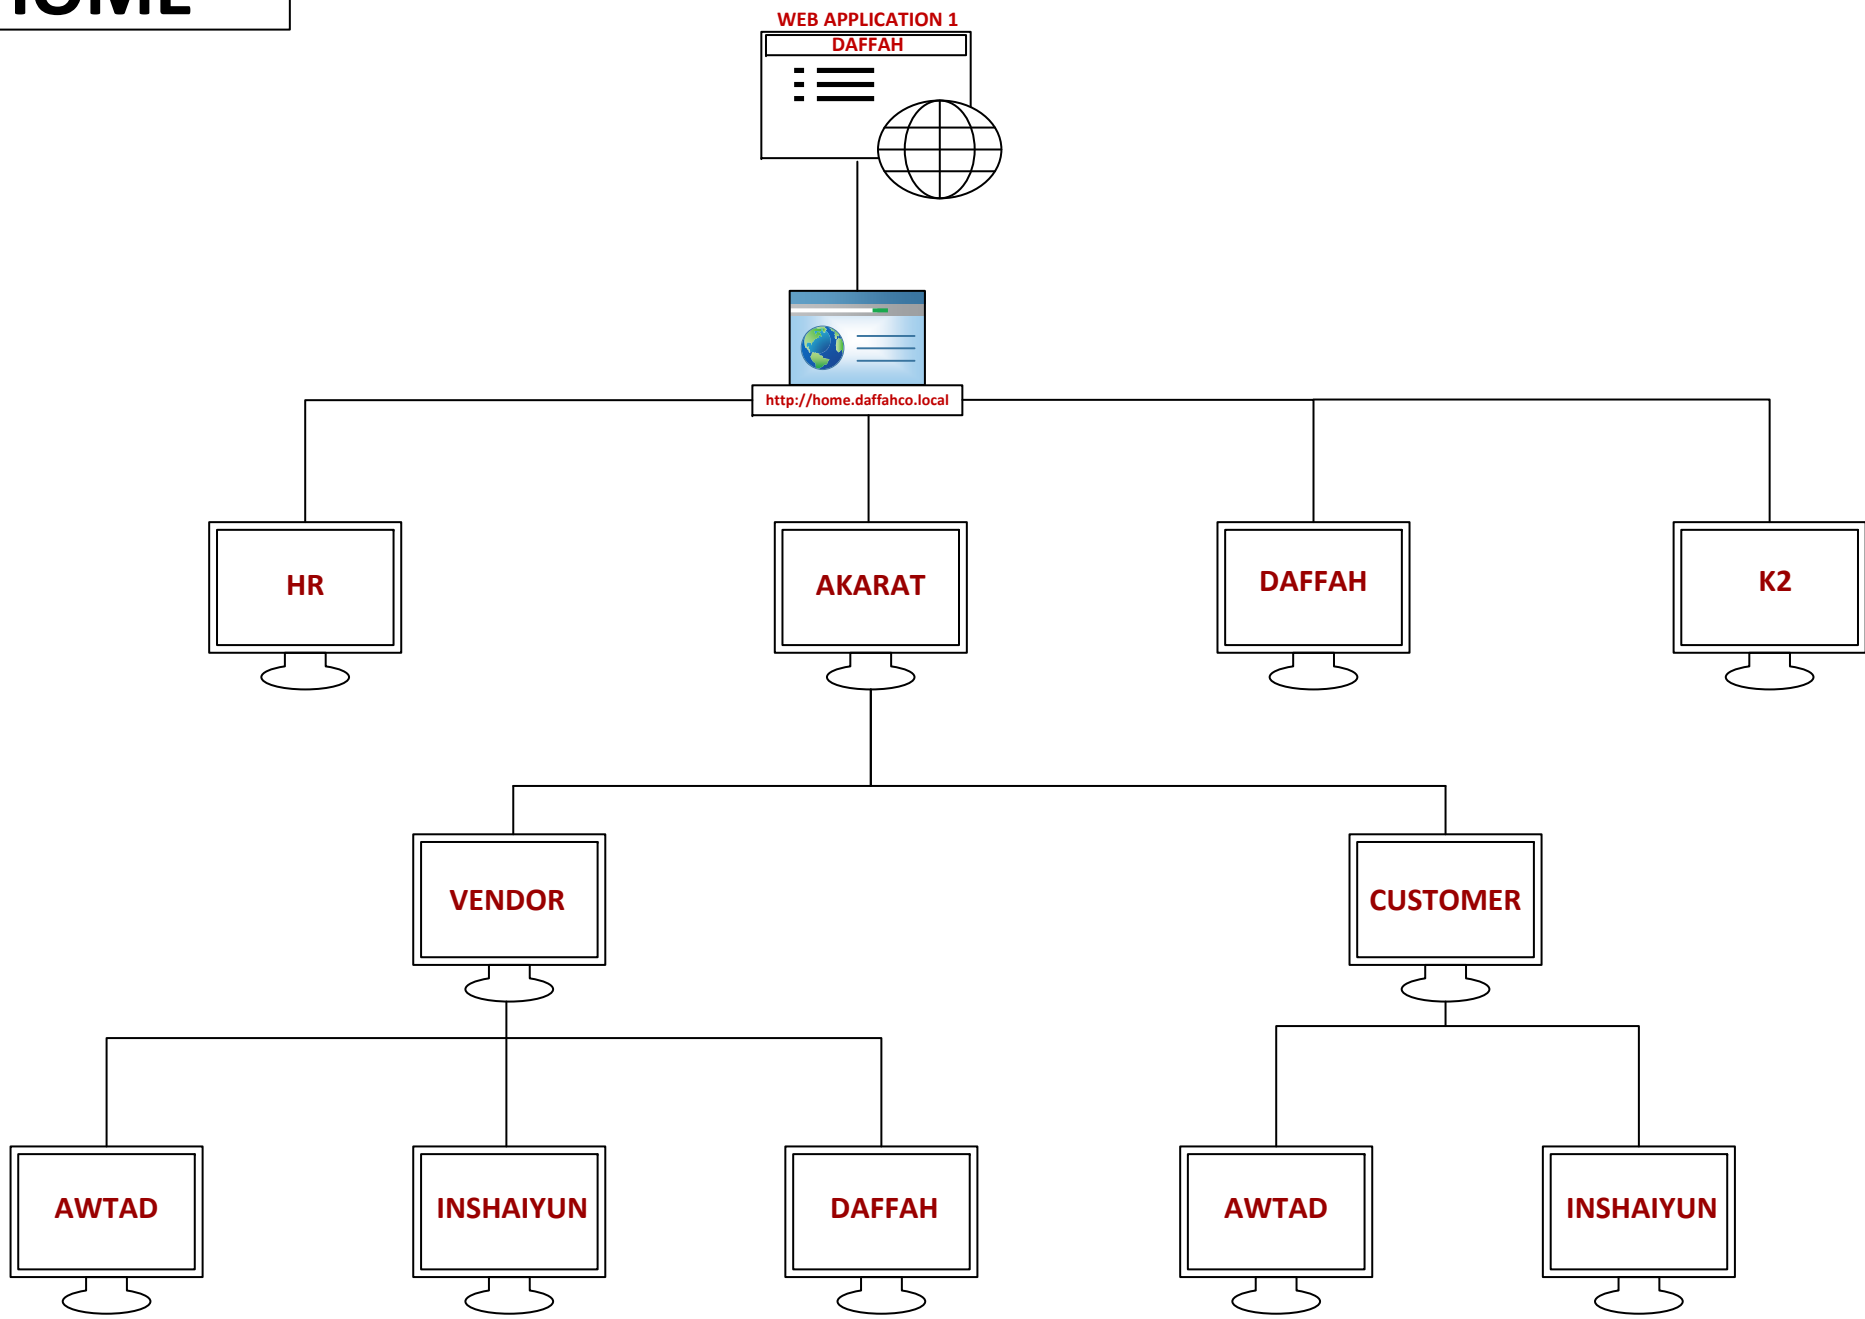 HOME
WEB APPLICATION 1
DAFFAH
http://home.daffahco.local
HR
AKARAT
DAFFAH
K2
VENDOR
CUSTOMER
AWTAD
INSHAIYUN
DAFFAH
AWTAD
INSHAIYUN